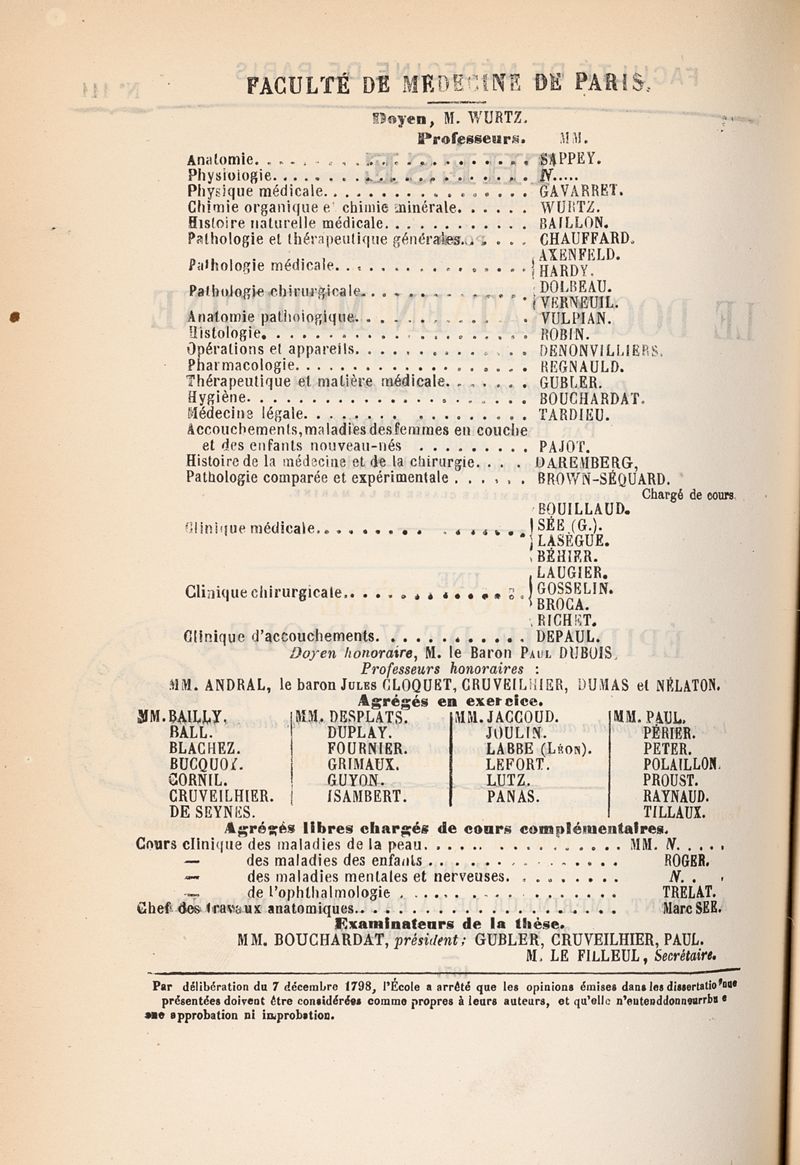 FACULTÉ DE MEDECINE DE PARIS.
Doyen, M. WURTZ.
Professeurs. MM.
Anatomie. . . . . . . . . . . . . . . . . . SAPPEY.
Physiologie. . . . . . . . . . . . . . . . . N.....
Physique médicale. . . . . . . . . . . . . . GAVARRET.
Chimie organique et chimie minérale. . . . . . WURTZ.
Histoire naturelle médicale. . . . . . . . . . BAILLON.
Pathologie et thérapeutique générales. . . . . CHAUFFARD.
Pathologie médicale. . . . . . . . . . . . . { AXENFELD.
HARDY.
Pathologie chirurgicale. . . . . . . . . . . { DOLBEAU.
VERNEUIL.
Anatomie pathologique. . . . . . . . . . . . VULPIAN.
Histologie. . . . . . . . . . . . . . . . . ROBIN.
Opérations et appareils. . . . . . . . . . . DENONVILLIERS.
Pharmacologie. . . . . . . . . . . . . . . . REGNAULD.
Thérapeutique et matière médicale. . . . . . . GUBLER.
Hygiène. . . . . . . . . . . . . . . . . . . BOUCHARDAT.
Médecine légale. . . . . . . . . . . . . . . TARDIEU.
Accouchements, maladies des femmes en couche
et des enfants nouveau-nés . . . . . . . . . PAJOT.
Histoire de la médecine et de la chirurgie. . . . DAREMBERG,
Pathologie comparée et expérimentale . . . . . . BROWN-SÉQUARD.
Chargé de cours.
BOUILLAUD.
Clinique médicale. . . . . . . . . . . . . . { SÉE (G.).
LASÈGUE.
BÉHIER.
LAUGIER.
Clinique chirurgicale. . . . . . . . . . . . { GOSSELIN.
BROCA.
RICHET.
Clinique d'accouchements. . . . . . . . . . . DEPAUL.
Doyen honoraire, M. le Baron PAUL DUBOIS.
Professeurs honoraires :
MM. ANDRAL, le baron JULES CLOQUET, CRUVEILHIER, DUMAS et NÉLATON.
Agrégés en exercice.
MM. BAILLY. | MM. DESPLATS. | MM. JACCOUD. | MM. PAUL.
BALL. | DUPLAY. | JOULIN. | PÉRIER.
BLACHEZ. | FOURNIER. | LABBE (LÉON). | PETER.
BUCQUOY. | GRIMAUX. | LEFORT. | POLAILLON.
CORNIL. | GUYON. | LUTZ. | PROUST.
CRUVEILHIER. | ISAMBERT. | PANAS. | RAYNAUD.
DE SEYNES. | TILLAUX.
Agrégés libres chargés de cours complémentaires.
Cours clinique des maladies de la peau. . . . . . . . . . . . . . MM. N. . . . .
— des maladies des enfants . . . . . . . . . . . . . ROGER.
— des maladies mentales et nerveuses. . . . . . . . . N. . .
— de l'ophthalmologie . . . . . . . . . . . . . . . TRELAT.
Chef des travaux anatomiques. . . . . . . . . . . . . . . . . . Marc SEE.
Examinateurs de la thèse.
MM. BOUCHARDAT, président; GUBLER, CRUVEILHIER, PAUL.
M. LE FILLEUL, Secrétaire.
Par délibération du 7 décembre 1798, l'École a arrêté que les opinions émises dans les dissertations
présentées doivent être considérées comme propres à leurs auteurs, et qu'elle
approbation ni improbation.